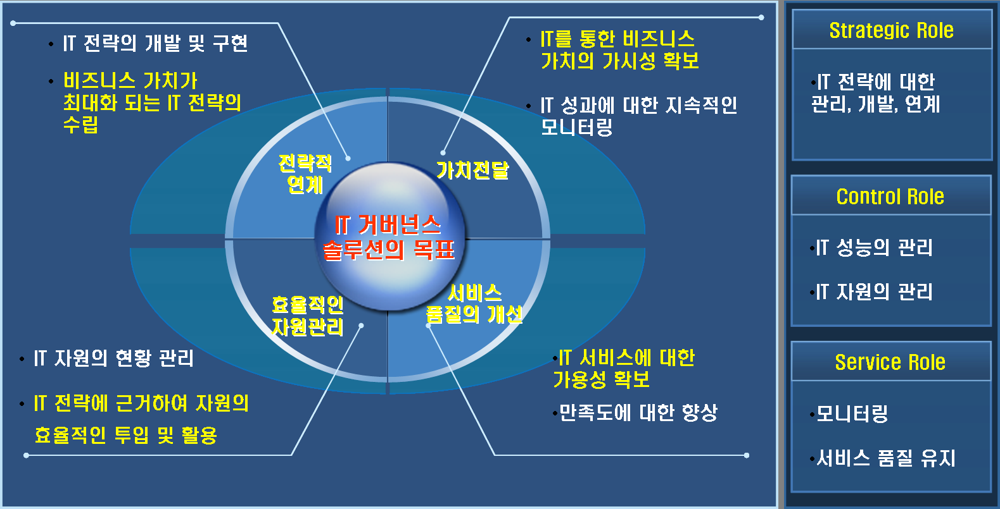 • IT 전략의 개발 및 구현
• 비즈니스 가치가
최대화 되는 IT 전략의
수립
• IT를 통한 비즈니스
가치의 가시성 확보
• IT 성과에 대한 지속적인
모니터링
전략적
연계
가치전달
IT 거버넌스
솔루션의 목표
효율적인
자원관리
서비스
품질의 개선
• IT 자원의 현황 관리
• IT 전략에 근거하여 자원의
효율적인 투입 및 활용
•IT 서비스에 대한
가용성 확보
•만족도에 대한 향상
Strategic Role
•IT 전략에 대한
관리, 개발, 연계
Control Role
•IT 성능의 관리
•IT 자원의 관리
Service Role
•모니터링
•서비스 품질 유지